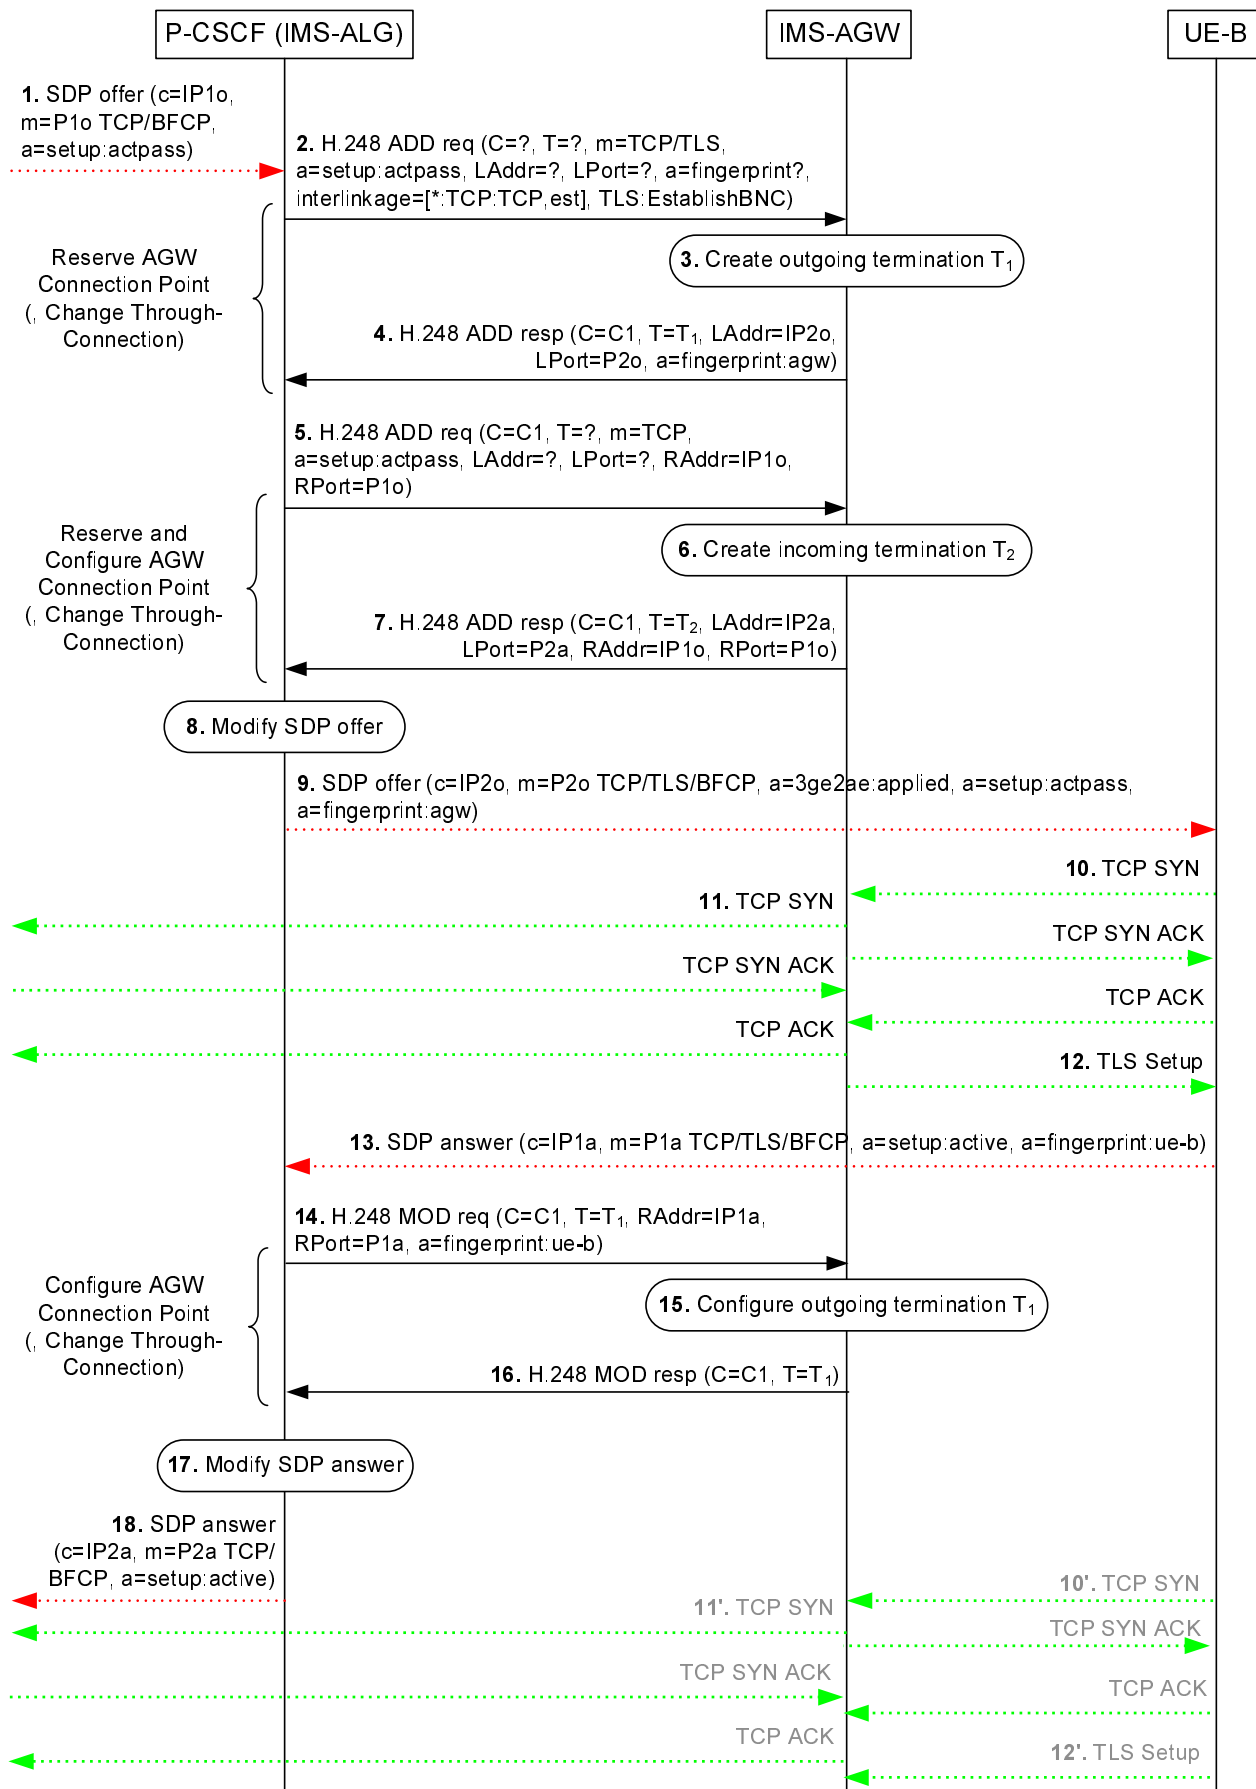 P-CSCF (IMS-ALG)
IMS-AGW
UE-B
1. SDP offer (c=IP1o,
m=P1o TCP/BFCP,
a=setup:actpass)
2. H.248 ADD req (C=?, T=?, m=TCP/TLS,
a=setup:actpass, LAddr=?, LPort=?, a=fingerprint?,
interlinkage=[*:TCP:TCP,est], TLS:EstablishBNC)
Reserve AGW
Connection Point
(, Change Through-
Connection)
3. Create outgoing termination T1
4. H.248 ADD resp (C=C1, T=T1, LAddr=IP2o,
LPort=P2o, a=fingerprint:agw)
5. H.248 ADD req (C=C1, T=?, m=TCP,
a=setup:actpass, LAddr=?, LPort=?, RAddr=IP1o,
RPort=P1o)
Reserve and
Configure AGW
Connection Point
(, Change Through-
Connection)
6. Create incoming termination T2
7. H.248 ADD resp (C=C1, T=T2, LAddr=IP2a,
LPort=P2a, RAddr=IP1o, RPort=P1o)
8. Modify SDP offer
9. SDP offer (c=IP2o, m=P2o TCP/TLS/BFCP, a=3ge2ae:applied, a=setup:actpass,
a=fingerprint:agw)
10. TCP SYN
11. TCP SYN
TCP SYN ACK
TCP SYN ACK
TCP ACK
TCP ACK
12. TLS Setup
13. SDP answer (c=IP1a, m=P1a TCP/TLS/BFCP, a=setup:active, a=fingerprint:ue-b)
14. H.248 MOD req (C=C1, T=T1, RAddr=IP1a,
RPort=P1a, a=fingerprint:ue-b)
Configure AGW
Connection Point
(, Change Through-
Connection)
15. Configure outgoing termination T1
16. H.248 MOD resp (C=C1, T=T1)
17. Modify SDP answer
18. SDP answer
(c=IP2a, m=P2a TCP/
BFCP, a=setup:active)
10'. TCP SYN
11'. TCP SYN
TCP SYN ACK
TCP SYN ACK
TCP ACK
TCP ACK
12'. TLS Setup